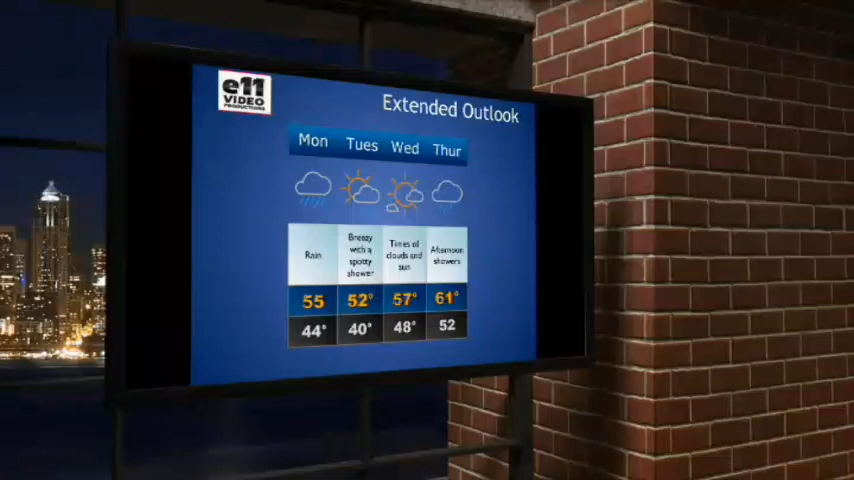 e11
VIDEO
PRODUCTIONS
Extended Outlook
Mon Tues Wed Thur
Rain
Breezy
with a
spotty
shower
Times of
clouds and
sun
Afternoon
showers
55 52° 57° 61°
44° 40° 48° 52